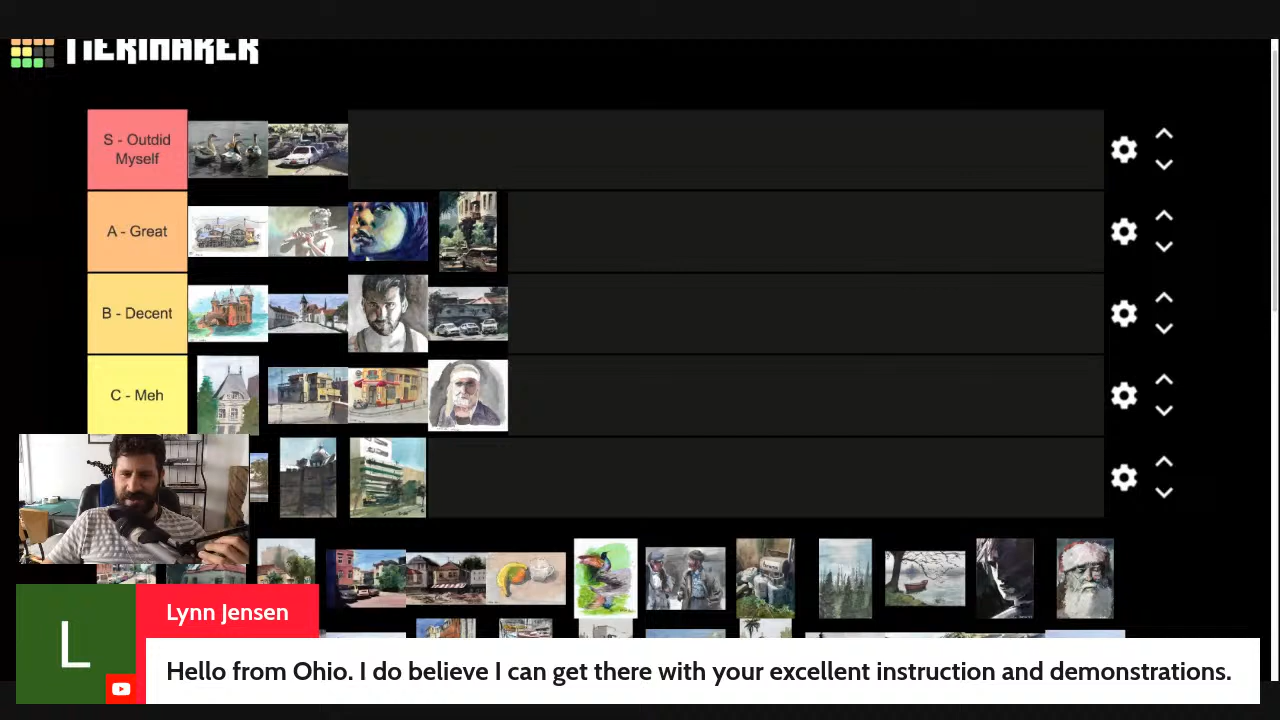 TIERMAKER
S - Outdid
Myself
A - Great
B - Decent
C - Meh
L
Lynn Jensen
Hello from Ohio. I do believe I can get there with your excellent instruction and demonstrations.